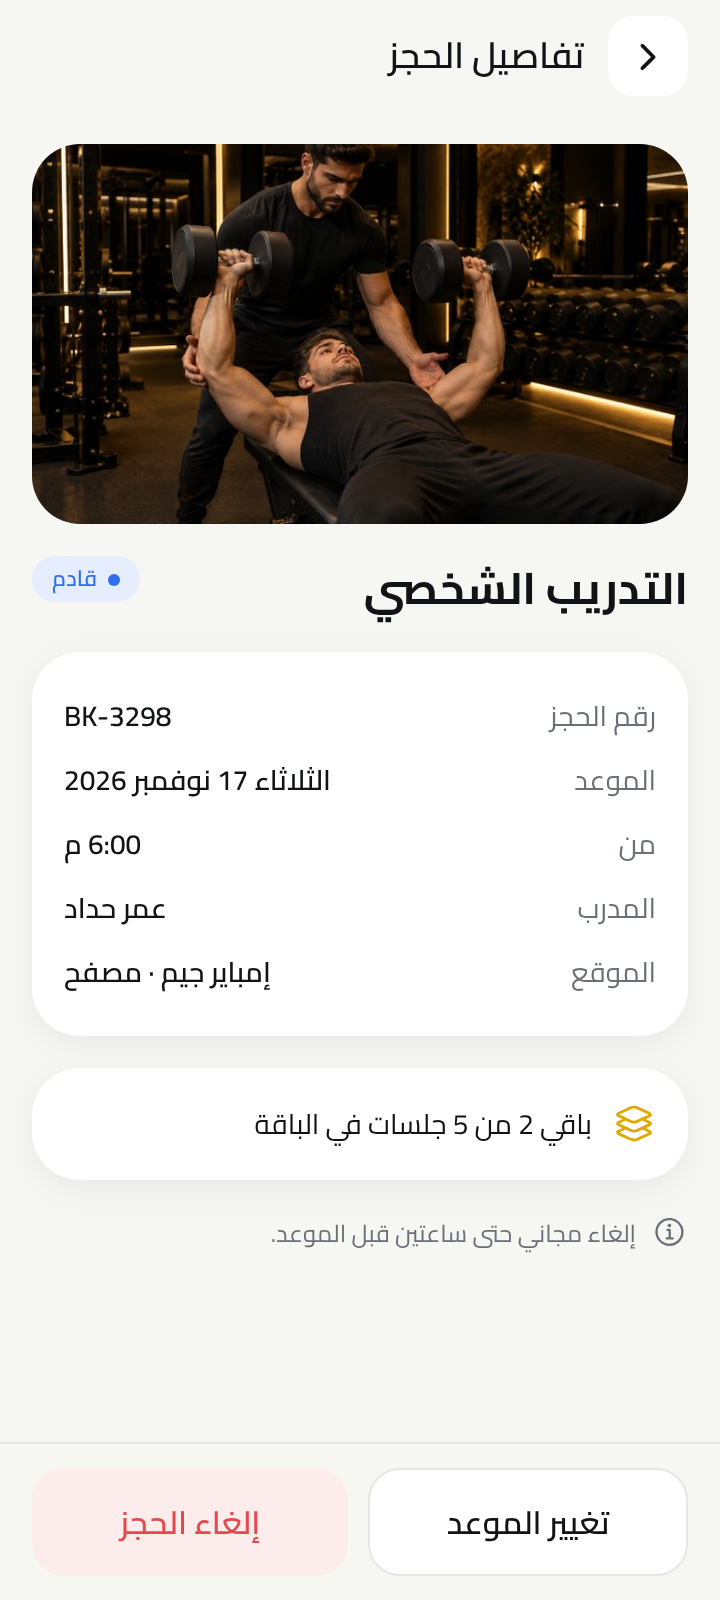 تفاصيل الحجز
التدريب الشخصي
قادم
رقم الحجز BK-3298
الموعد الثلاثاء 17 نوفمبر 2026
من 6:00 م
المدرب عمر حداد
الموقع إمباير جيم · مصفح
باقي 2 من 5 جلسات في الباقة
إلغاء مجاني حتى ساعتين قبل الموعد.
تغيير الموعد
إلغاء الحجز